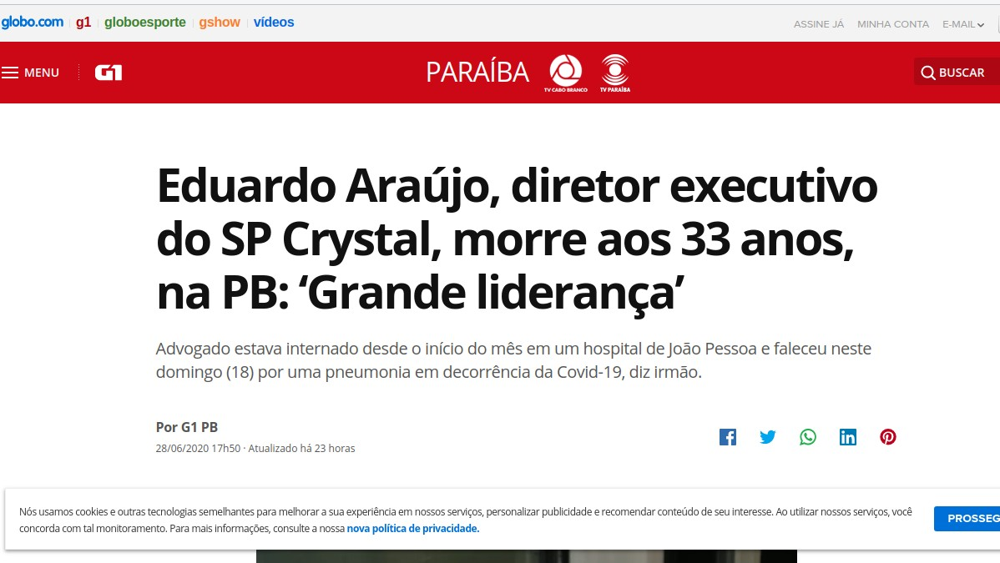 globo.com g1 globoesporte gshow vídeos ASSINE JÁ MINHA CONTA E-MAIL
MENU G1 PARAÍBA TV CABO BRANCO TV PARAÍBA BUSCAR
Eduardo Araújo, diretor executivo
do SP Crystal, morre aos 33 anos,
na PB: ‘Grande liderança’
Advogado estava internado desde o início do mês em um hospital de João Pessoa e faleceu neste
domingo (18) por uma pneumonia em decorrência da Covid-19, diz irmão.
Por G1 PB
28/06/2020 17h50 · Atualizado há 23 horas
Nós usamos cookies e outras tecnologias semelhantes para melhorar a sua experiência em nossos serviços, personalizar publicidade e recomendar conteúdo de seu interesse. Ao utilizar nossos serviços, você
concorda com tal monitoramento. Para mais informações, consulte a nossa nova política de privacidade.
PROSSEG